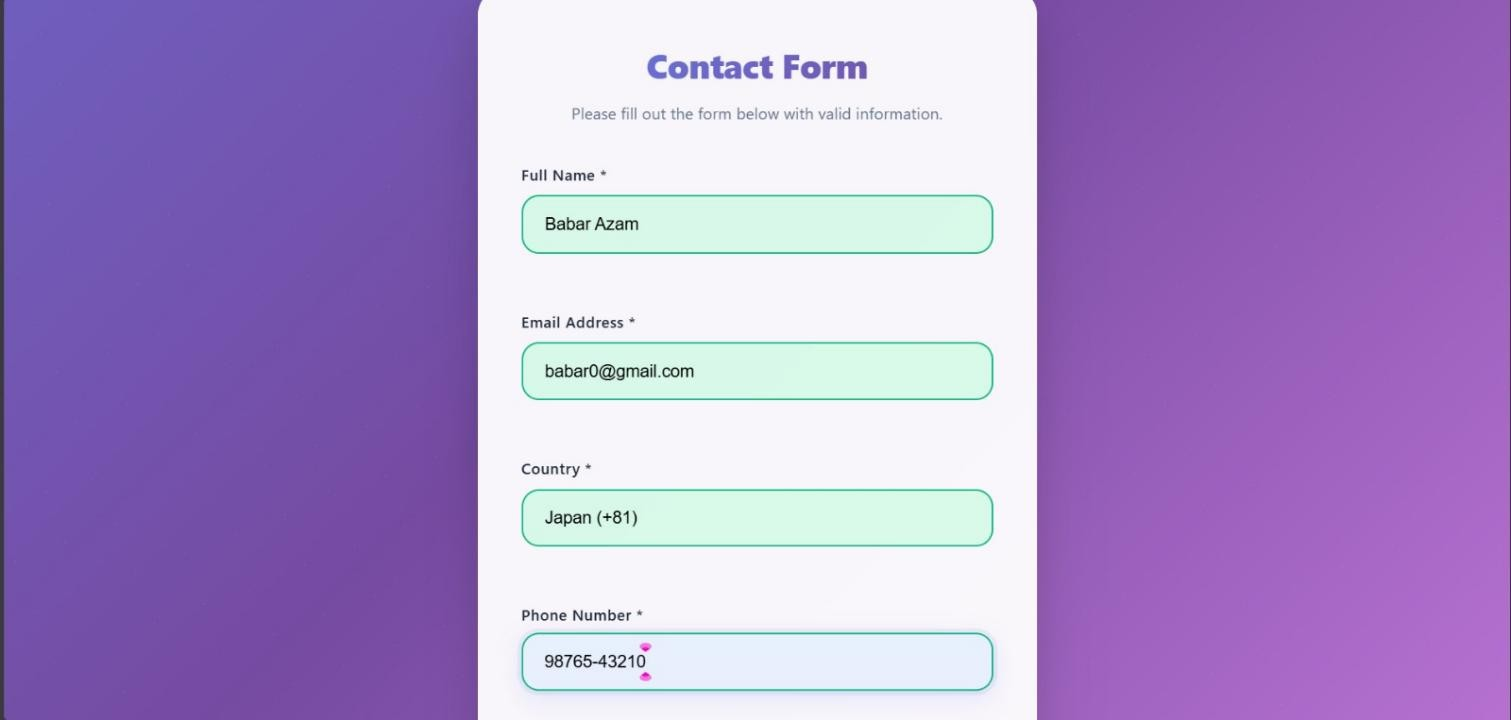 Contact Form
Please fill out the form below with valid information.
Full Name *
Babar Azam
Email Address *
babar0@gmail.com
Country *
Japan (+81)
Phone Number *
98765-43210